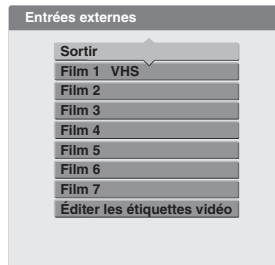 Entrées externes
Sortir
Film 1 VHS
Film 2
Film 3
Film 4
Film 5
Film 6
Film 7
Éditer les étiquettes vidéo